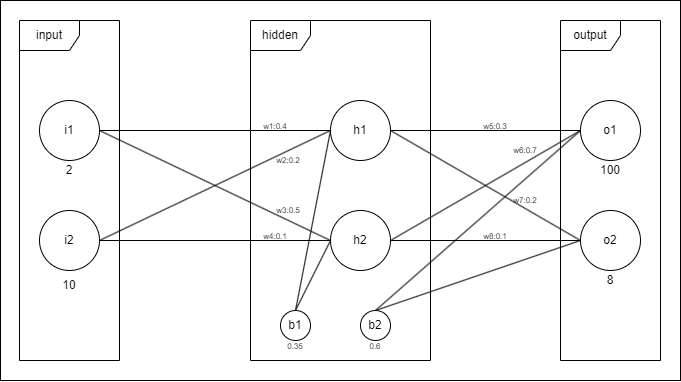 input
hidden
output
i1
2
i2
10
w1:0.4
w2:0.2
w3:0.5
w4:0.1
h1
h2
b1
0.35
b2
0.6
w5:0.3
w6:0.7
w7:0.2
w8:0.1
o1
100
o2
8